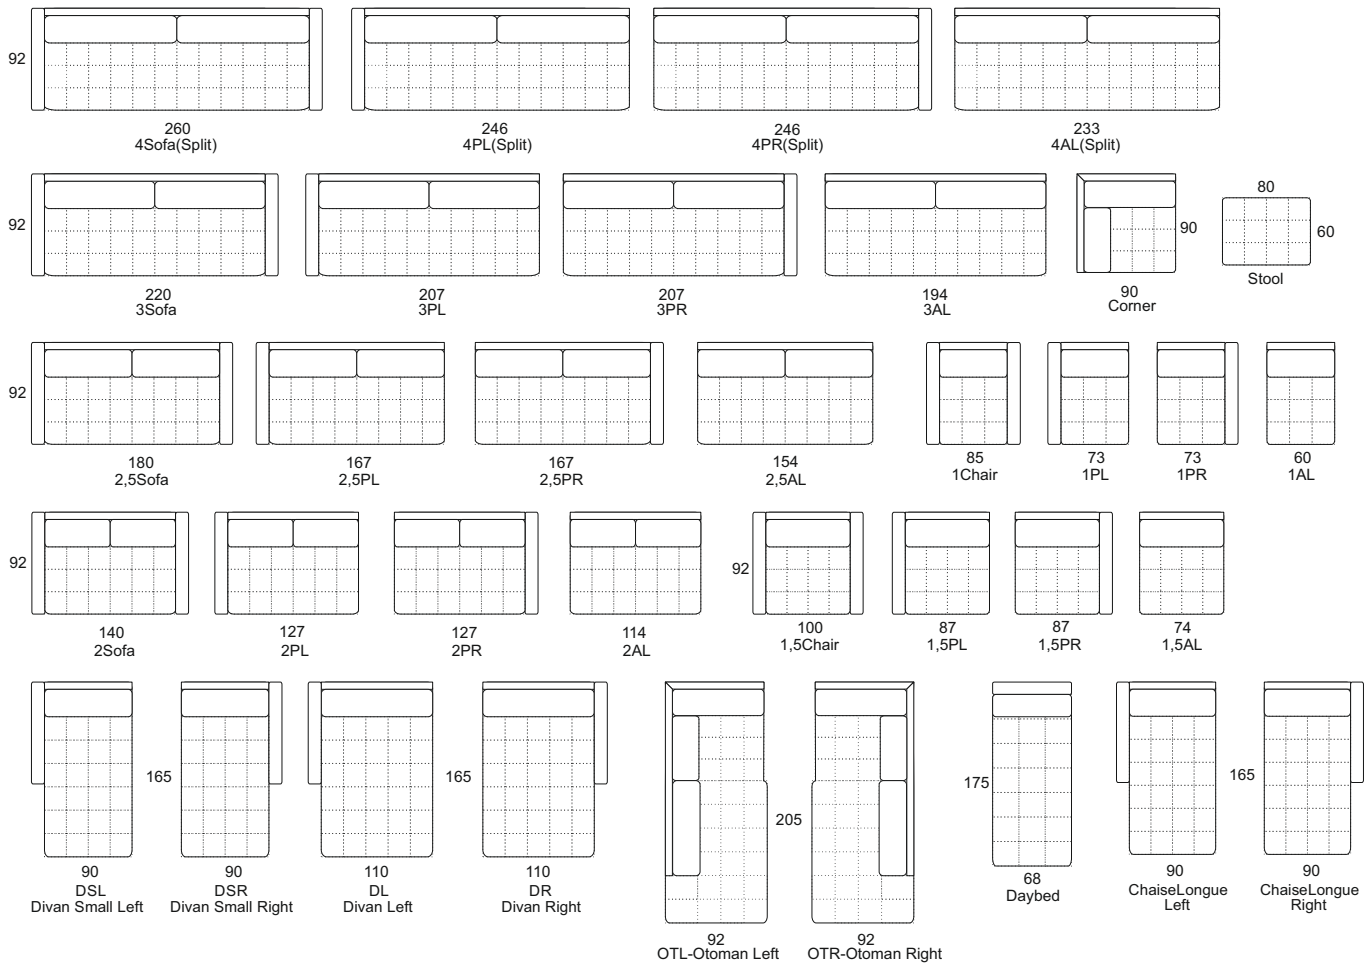 92
260
4Sofa(Split)
246
4PL(Split)
246
4PR(Split)
233
4AL(Split)
92
220
3Sofa
207
3PL
207
3PR
194
3AL
90
90
Corner
80
60
Stool
92
180
2,5Sofa
167
2,5PL
167
2,5PR
154
2,5AL
85
1Chair
73
1PL
73
1PR
60
1AL
92
140
2Sofa
127
2PL
127
2PR
114
2AL
92
100
1,5Chair
87
1,5PL
87
1,5PR
74
1,5AL
90
DSL
Divan Small Left
165
90
DSR
Divan Small Right
110
DL
Divan Left
165
110
DR
Divan Right
92
OTL-Otoman Left
205
92
OTR-Otoman Right
175
68
Daybed
90
ChaiseLongue
Left
165
90
ChaiseLongue
Right